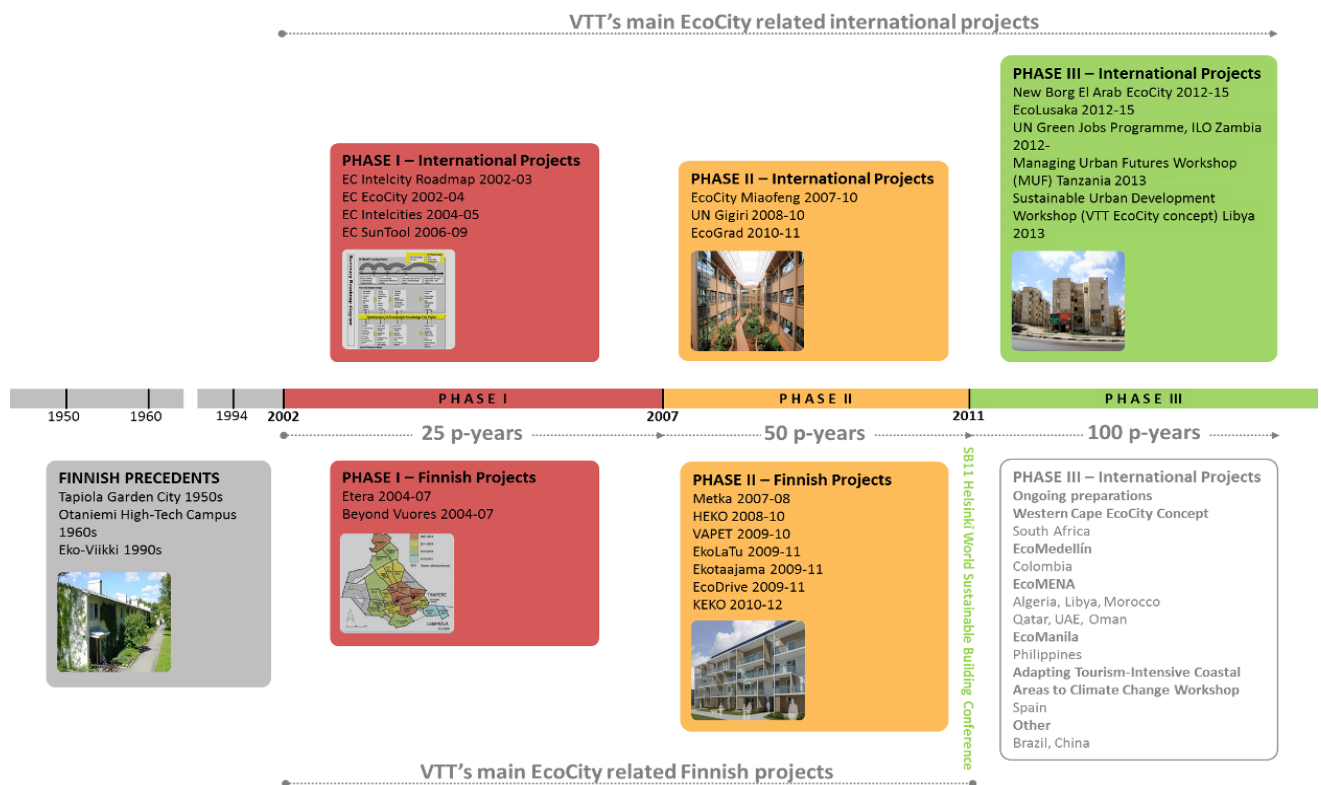 VTT's main EcoCity related international projects
PHASE I – International Projects
EC Intelcity Roadmap 2002-03
EC EcoCity 2002-04
EC Intelcities 2004-05
EC SunTool 2006-09
PHASE II – International Projects
EcoCity Miaofeng 2007-10
UN Gigiri 2008-10
EcoGrad 2010-11
PHASE III – International Projects
New Borg El Arab EcoCity 2012-15
EcoLusaka 2012-15
UN Green Jobs Programme, ILO Zambia
2012-
Managing Urban Futures Workshop
(MUF) Tanzania 2013
Sustainable Urban Development
Workshop (VTT EcoCity concept) Libya
2013
PHASE I
PHASE II
PHASE III
1950
1960
1994
2002
2007
2011
25 p-years
50 p-years
100 p-years
FINNISH PRECEDENTS
Tapiola Garden City 1950s
Otaniemi High-Tech Campus
1960s
Eko-Viikki 1990s
PHASE I – Finnish Projects
Etera 2004-07
Beyond Vuores 2004-07
TAMPERE
PHASE II – Finnish Projects
Metka 2007-08
HEKO 2008-10
VAPET 2009-10
EkoLaTu 2009-11
Ekotaajama 2009-11
EcoDrive 2009-11
KEKO 2010-12
SB11 Helsinki World Sustainable Building Conference
PHASE III – International Projects
Ongoing preparations
Western Cape EcoCity Concept
South Africa
EcoMedellín
Colombia
EcoMENA
Algeria, Libya, Morocco
Qatar, UAE, Oman
EcoManila
Philippines
Adapting Tourism-Intensive Coastal
Areas to Climate Change Workshop
Spain
Other
Brazil, China
VTT's main EcoCity related Finnish projects